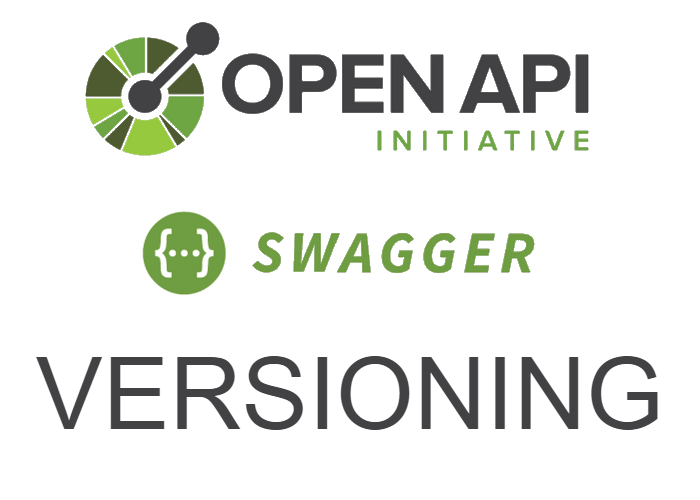 OPEN API
INITIATIVE
{...} SWAGGER
VERSIONING